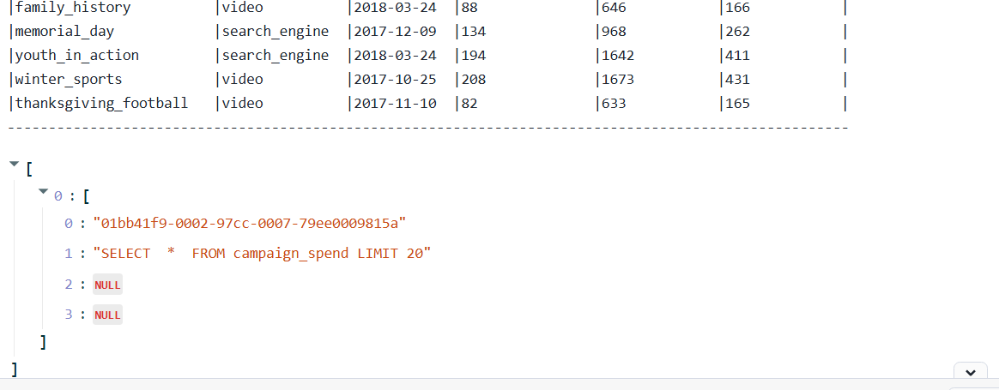 |family_history |video |2018-03-24 |88 |646 |166 |
|memorial_day |search_engine |2017-12-09 |134 |968 |262 |
|youth_in_action |search_engine |2018-03-24 |194 |1642 |411 |
|winter_sports |video |2017-10-25 |208 |1673 |431 |
|thanksgiving_football |video |2017-11-10 |82 |633 |165 |
------------------------------------------------------------------------------------------------------
[
0 : [
0 : "01bb41f9-0002-97cc-0007-79ee0009815a"
1 : "SELECT  *  FROM campaign_spend LIMIT 20"
2 : NULL
3 : NULL
]
]